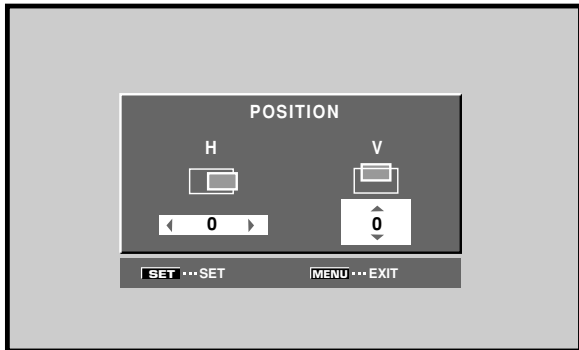 POSITION
H V
0 0
SET ··· SET MENU ··· EXIT